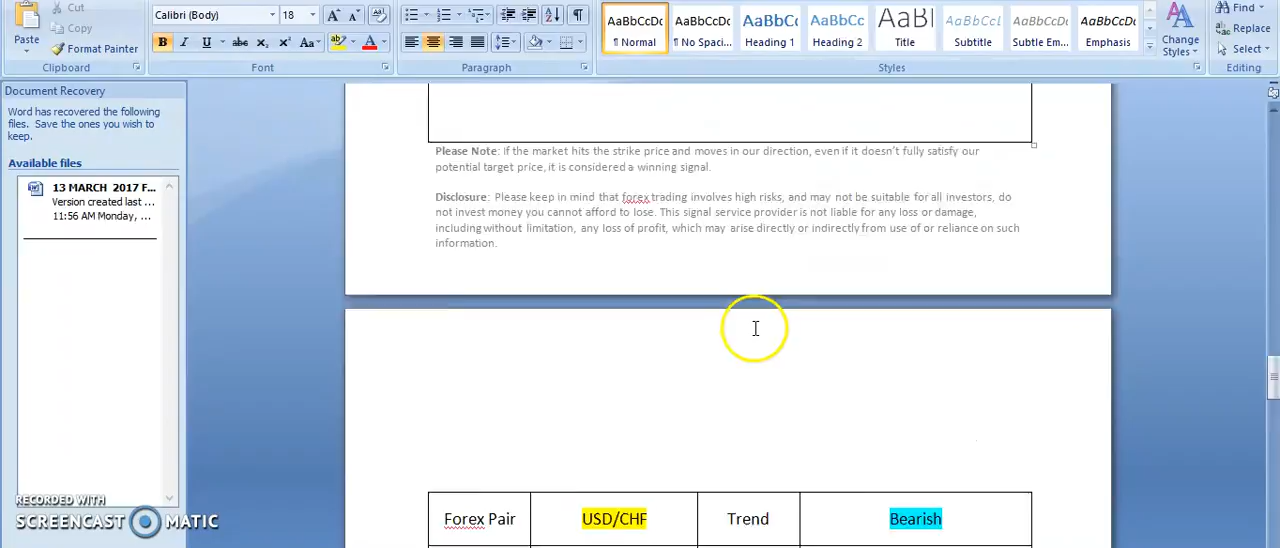 Calibri (Body) 18
Cut
Copy
Paste
Format Painter
Clipboard
B I U abc x₂ x² Aa ab A
Font
Paragraph
AaBbCcDc AaBbCcDc AaBbCc AaBbCc AaBl AaBbCcL AaBbCcDc AaBbCcDc
¶ Normal ¶ No Spaci... Heading 1 Heading 2 Title Subtitle Subtle Em... Emphasis
Styles
Change
Styles
Find
Replace
Select
Editing
Document Recovery
Word has recovered the following
files. Save the ones you wish to
keep.
Available files
13 MARCH 2017 F...
Version created last ...
11:56 AM Monday, ...
Please Note: If the market hits the strike price and moves in our direction, even if it doesn't fully satisfy our
potential target price, it is considered a winning signal.
Disclosure: Please keep in mind that forex trading involves high risks, and may not be suitable for all investors, do
not invest money you cannot afford to lose. This signal service provider is not liable for any loss or damage,
including without limitation, any loss of profit, which may arise directly or indirectly from use of or reliance on such
information.
Forex Pair USD/CHF Trend Bearish
RECORDED WITH
SCREENCAST MATIC